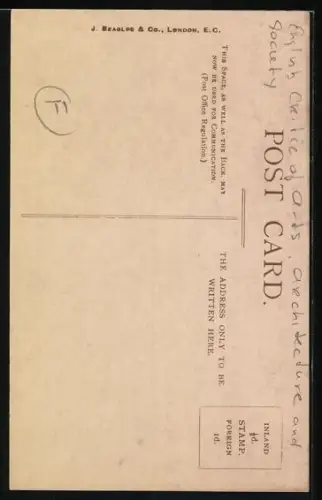 English critic of arts, architecture and
society
POST CARD.
THIS SPACE, AS WELL AS THE BACK, MAY
NOW BE USED FOR COMMUNICATION.
(Post Office Regulation.)
THE ADDRESS ONLY TO BE
WRITTEN HERE.
INLAND
½d.
STAMP.
FOREIGN
1d.
J. BEAGLES & CO., LONDON, E.C.
F